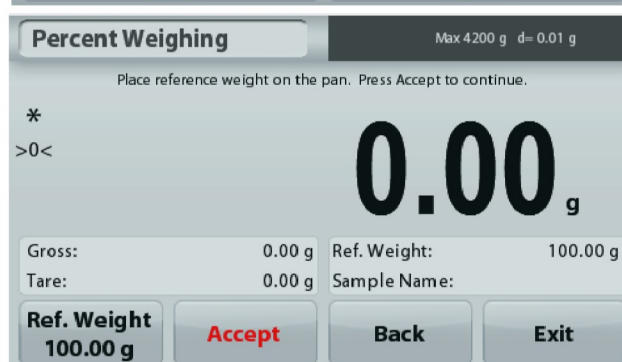 Percent Weighing
Max 4200 g d= 0.01 g
Place reference weight on the pan. Press Accept to continue.
*
>0<
0.00 g
Gross: 0.00 g Ref. Weight: 100.00 g
Tare: 0.00 g Sample Name:
Ref. Weight
100.00 g
Accept
Back
Exit